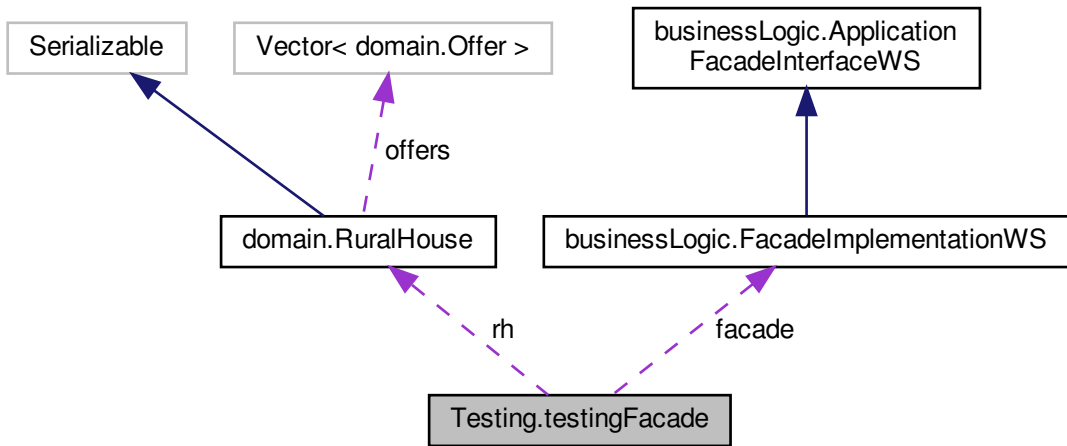 Serializable
Vector< domain.Offer >
businessLogic.Application
FacadeInterfaceWS
offers
domain.RuralHouse
businessLogic.FacadeImplementationWS
rh
facade
Testing.testingFacade